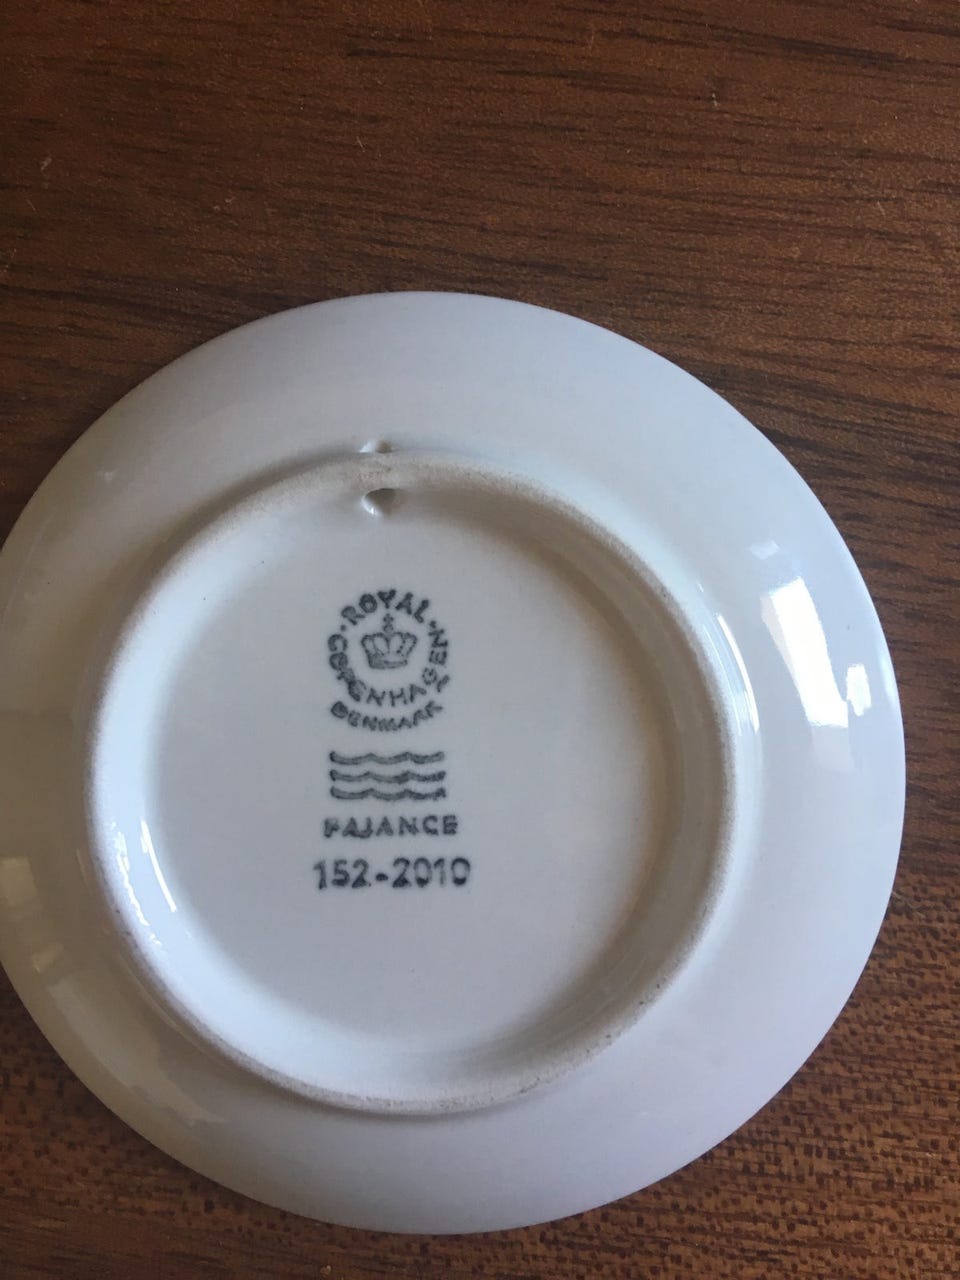 ROYAL
COPENHAGEN
DENMARK
FAJANCE
152-2010